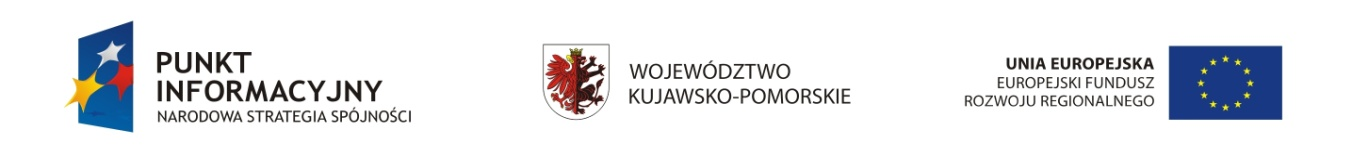 PUNKT
INFORMACYJNY
NARODOWA STRATEGIA SPÓJNOŚCI
WOJEWÓDZTWO
KUJAWSKO-POMORSKIE
UNIA EUROPEJSKA
EUROPEJSKI FUNDUSZ
ROZWOJU REGIONALNEGO